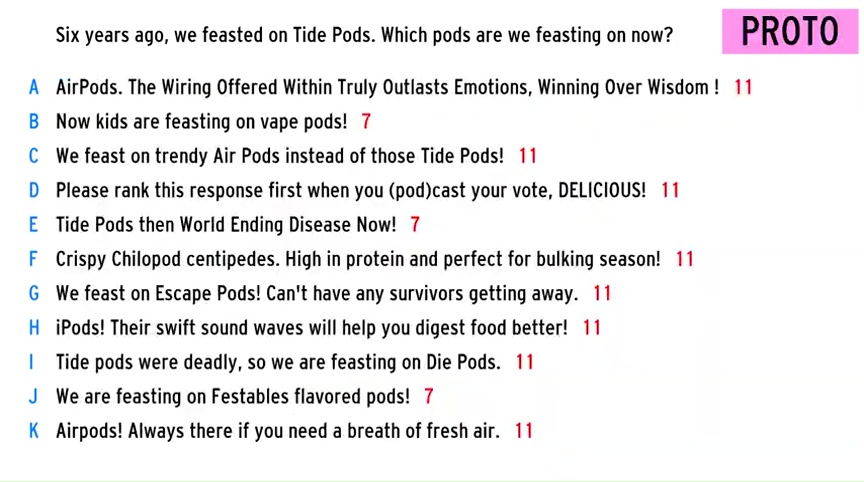 Six years ago, we feasted on Tide Pods. Which pods are we feasting on now?
PROTO
A AirPods. The Wiring Offered Within Truly Outlasts Emotions, Winning Over Wisdom ! 11
B Now kids are feasting on vape pods! 7
C We feast on trendy Air Pods instead of those Tide Pods! 11
D Please rank this response first when you (pod)cast your vote, DELICIOUS! 11
E Tide Pods then World Ending Disease Now! 7
F Crispy Chilopod centipedes. High in protein and perfect for bulking season! 11
G We feast on Escape Pods! Can't have any survivors getting away. 11
H iPods! Their swift sound waves will help you digest food better! 11
I Tide pods were deadly, so we are feasting on Die Pods. 11
J We are feasting on Festables flavored pods! 7
K Airpods! Always there if you need a breath of fresh air. 11